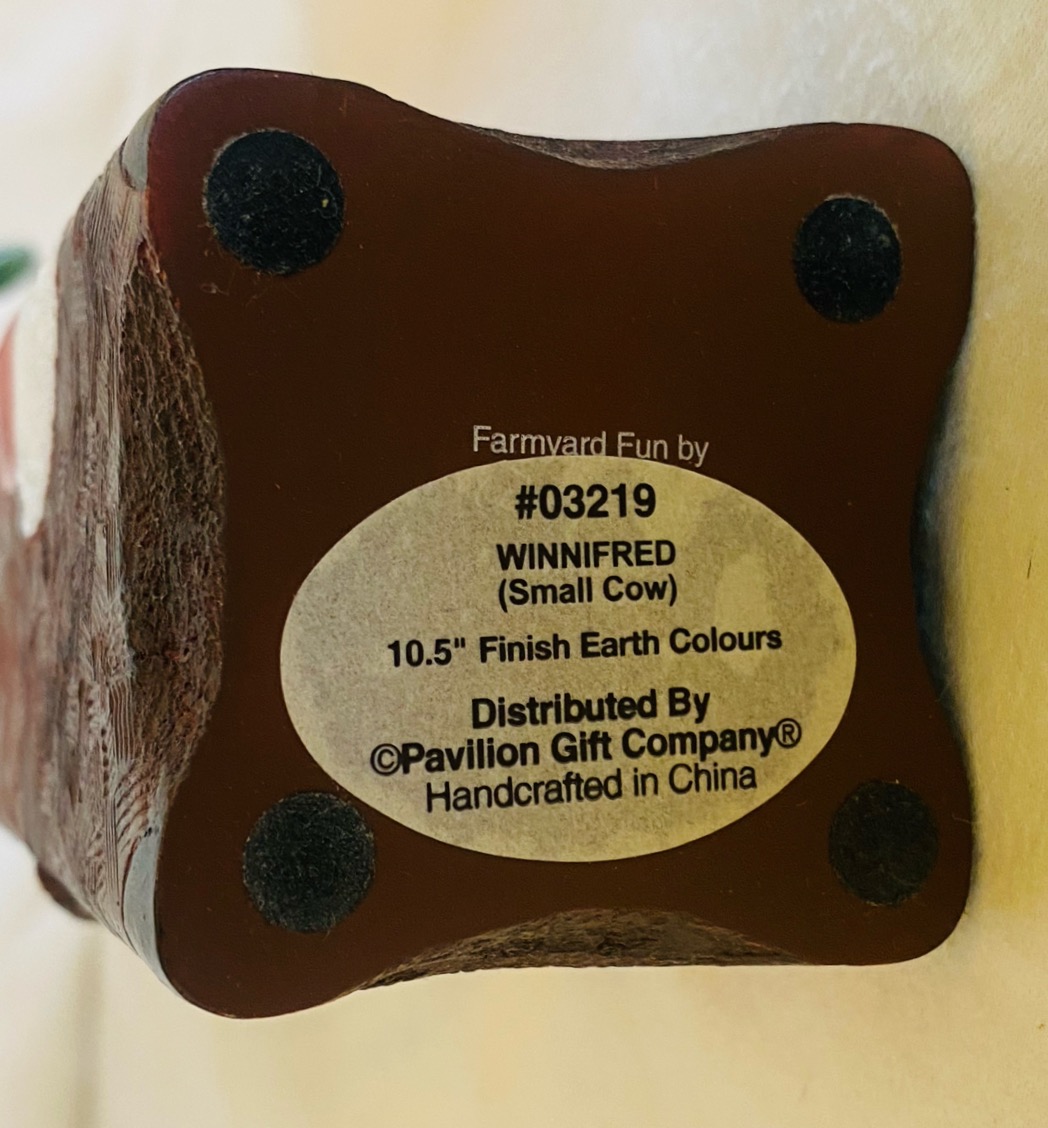 Farmyard Fun by
#03219
WINNIFRED
(Small Cow)
10.5" Finish Earth Colours
Distributed By
©Pavilion Gift Company®
Handcrafted in China